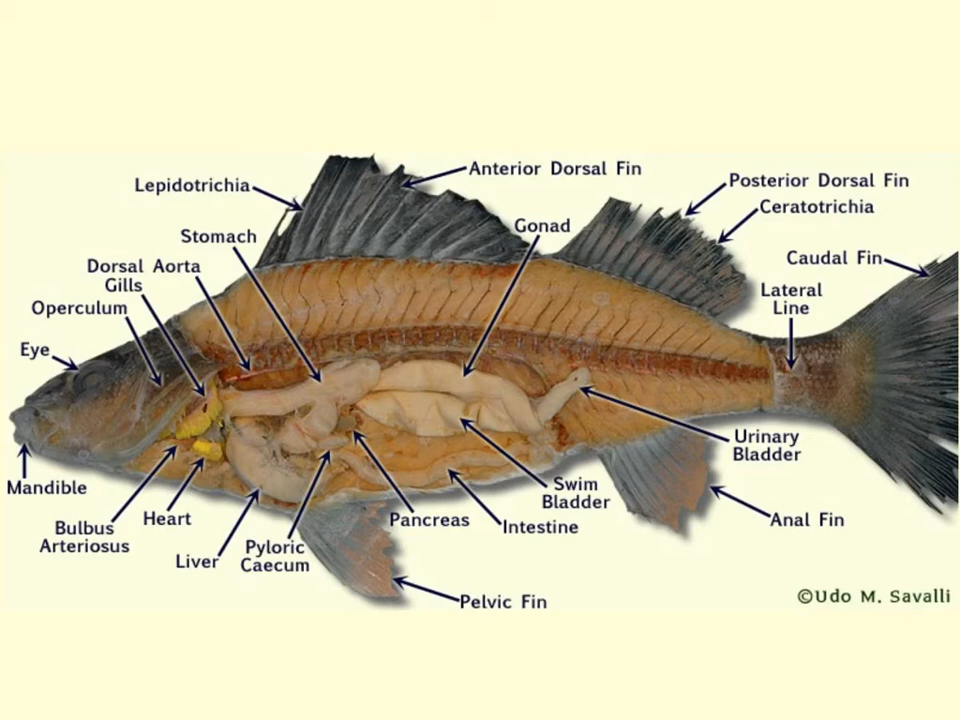 Anterior Dorsal Fin
Lepidotrichia
Posterior Dorsal Fin
Ceratotrichia
Gonad
Stomach
Caudal Fin
Dorsal Aorta
Gills
Lateral
Line
Operculum
Eye
Urinary
Bladder
Mandible
Swim
Bladder
Heart
Pancreas
Intestine
Anal Fin
Bulbus
Arteriosus
Liver
Pyloric
Caecum
Pelvic Fin
©Udo M. Savalli